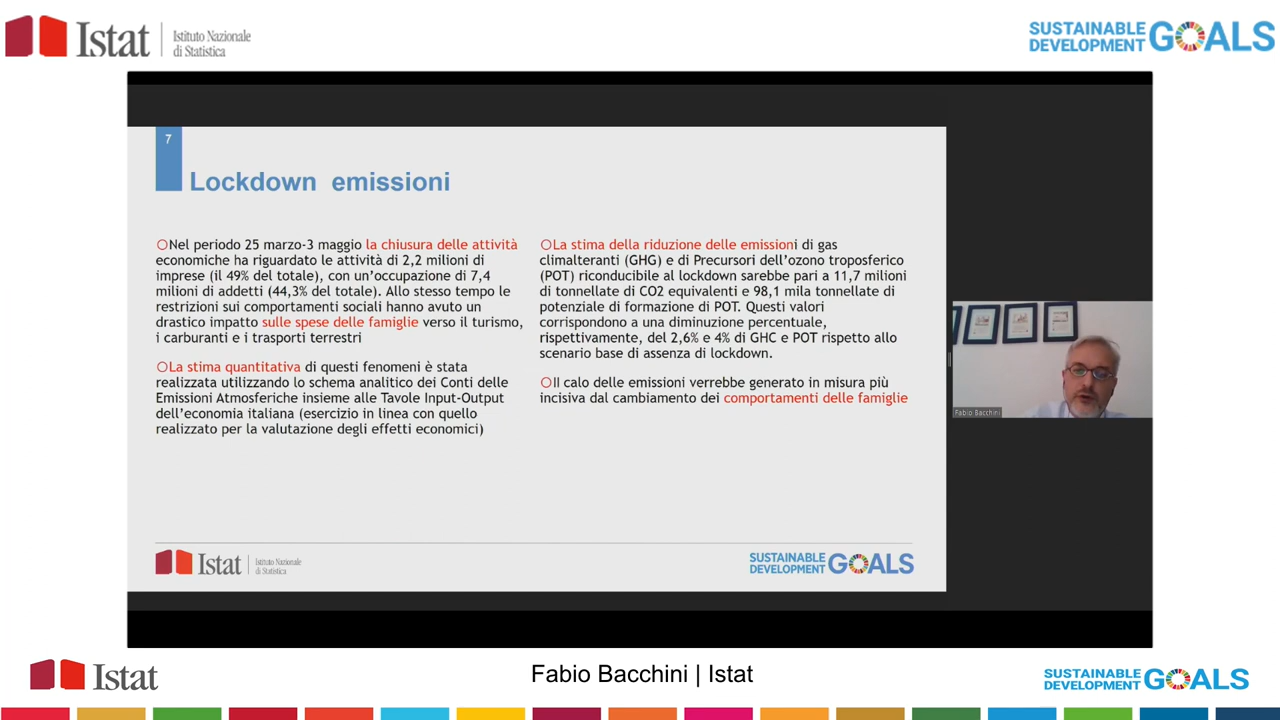 Istat
Istituto Nazionale
di Statistica
SUSTAINABLE
DEVELOPMENT
GOALS
7
Lockdown emissioni
Nel periodo 25 marzo-3 maggio la chiusura delle attività
economiche ha riguardato le attività di 2,2 milioni di
imprese (il 49% del totale), con un'occupazione di 7,4
milioni di addetti (44,3% del totale). Allo stesso tempo le
restrizioni sui comportamenti sociali hanno avuto un
drastico impatto sulle spese delle famiglie verso il turismo,
i carburanti e i trasporti terrestri
La stima quantitativa di questi fenomeni è stata
realizzata utilizzando lo schema analitico dei Conti delle
Emissioni Atmosferiche insieme alle Tavole Input-Output
dell'economia italiana (esercizio in linea con quello
realizzato per la valutazione degli effetti economici)
La stima della riduzione delle emissioni di gas
climalteranti (GHG) e di Precursori dell'ozono troposferico
(POT) riconducibile al lockdown sarebbe pari a 11,7 milioni
di tonnellate di CO2 equivalenti e 98,1 mila tonnellate di
potenziale di formazione di POT. Questi valori
corrispondono a una diminuzione percentuale,
rispettivamente, del 2,6% e 4% di GHC e POT rispetto allo
scenario base di assenza di lockdown.
Il calo delle emissioni verrebbe generato in misura più
incisiva dal cambiamento dei comportamenti delle famiglie
Fabio Bacchini
Istat
Istituto Nazionale
di Statistica
SUSTAINABLE
DEVELOPMENT
GOALS
Istat
Fabio Bacchini | Istat
SUSTAINABLE
DEVELOPMENT
GOALS